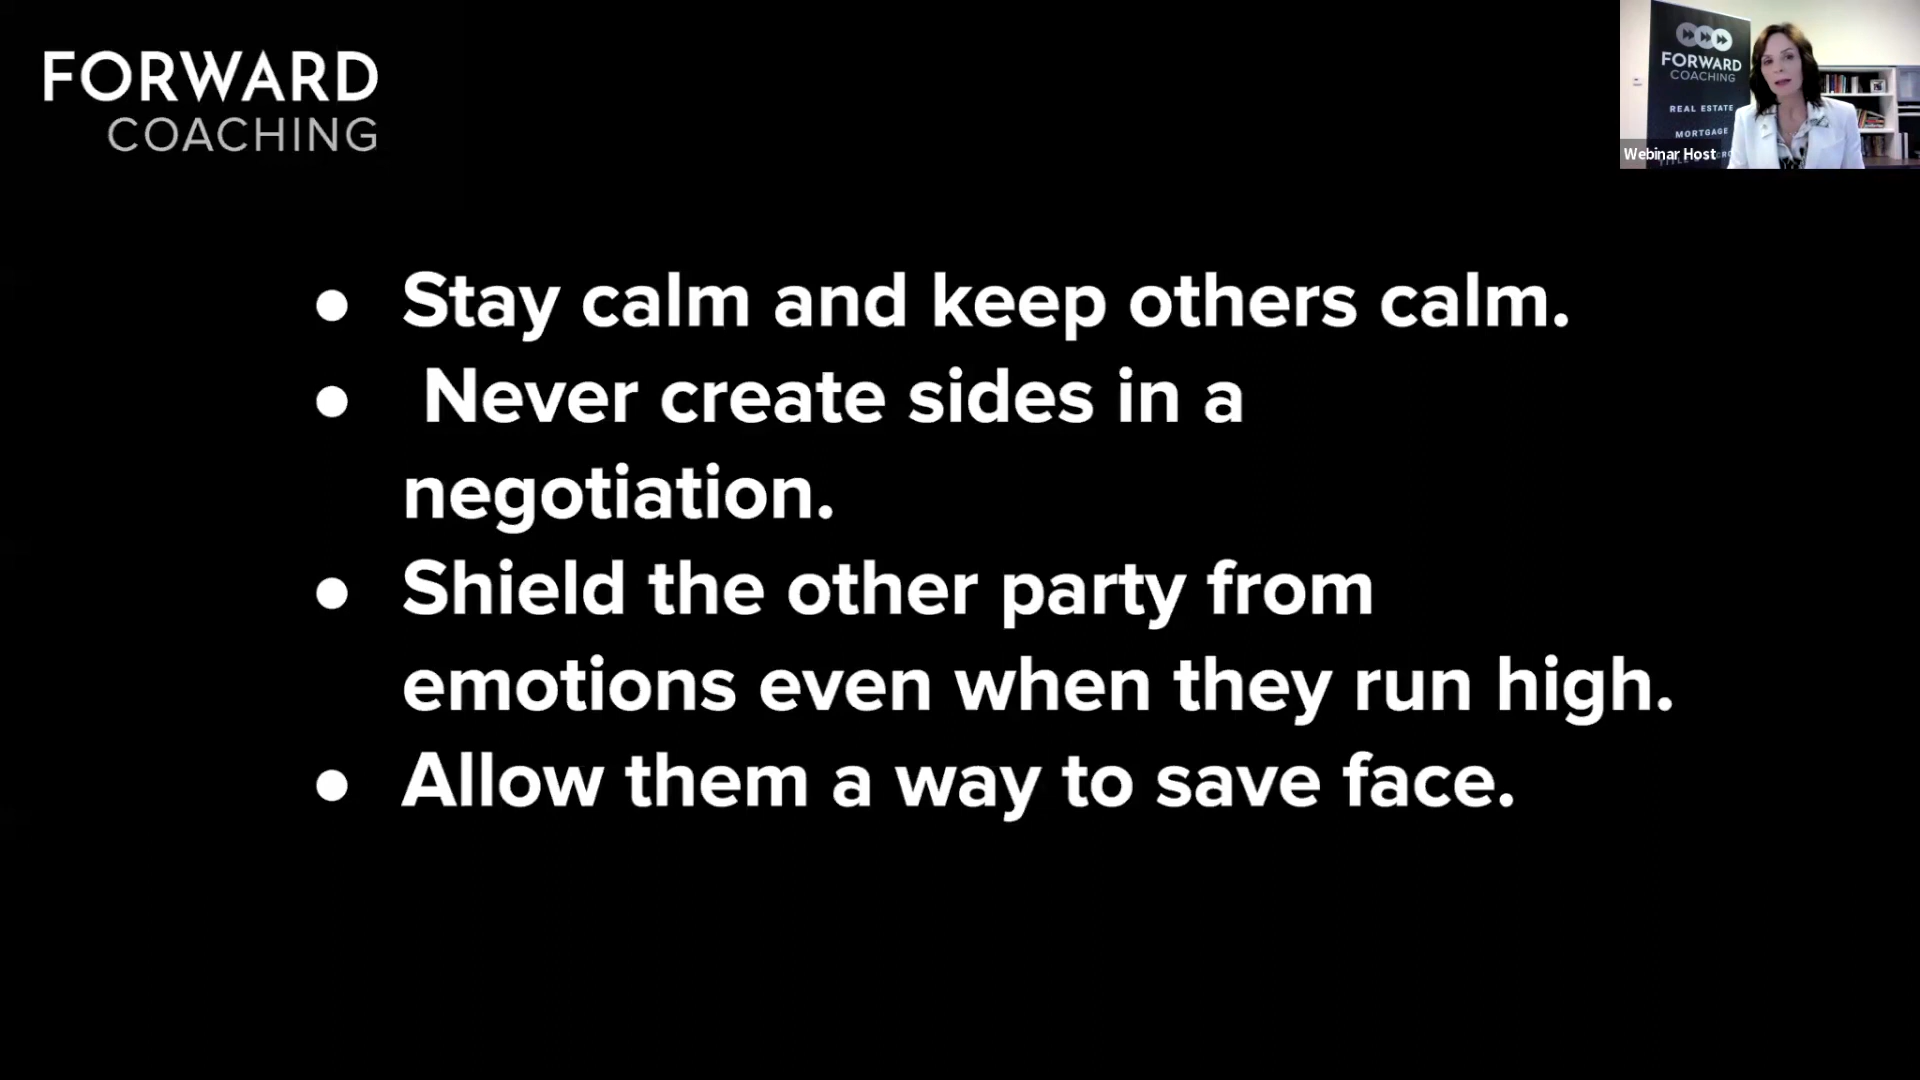 FORWARD
COACHING
FORWARD
COACHING
REAL ESTATE
MORTGAGE
Webinar Host
● Stay calm and keep others calm.
● Never create sides in a
negotiation.
● Shield the other party from
emotions even when they run high.
● Allow them a way to save face.